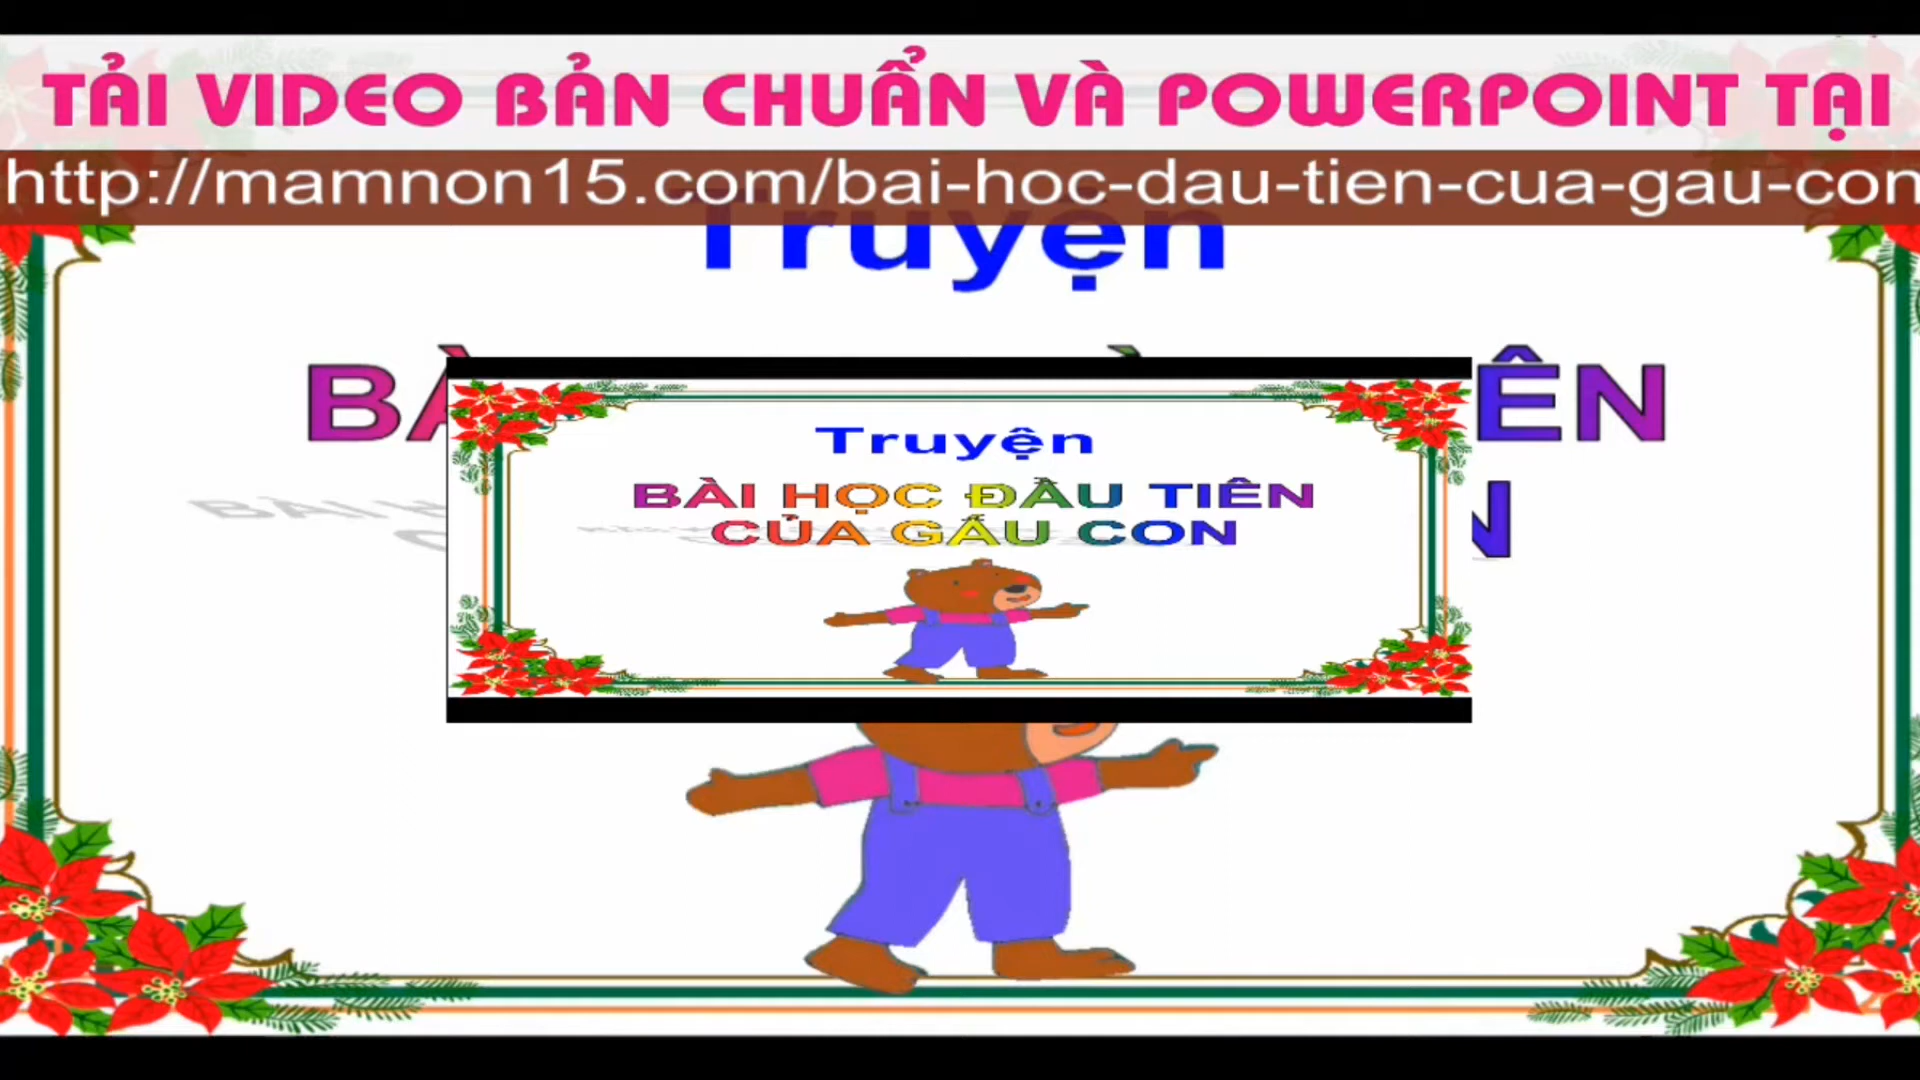 TẢI VIDEO BẢN CHUẨN VÀ POWERPOINT TẠI
http://mamnon15.com/bai-hoc-dau-tien-cua-gau-con
Truyện
Truyện
BÀI HỌC ĐẦU TIÊN
CỦA GẤU CON